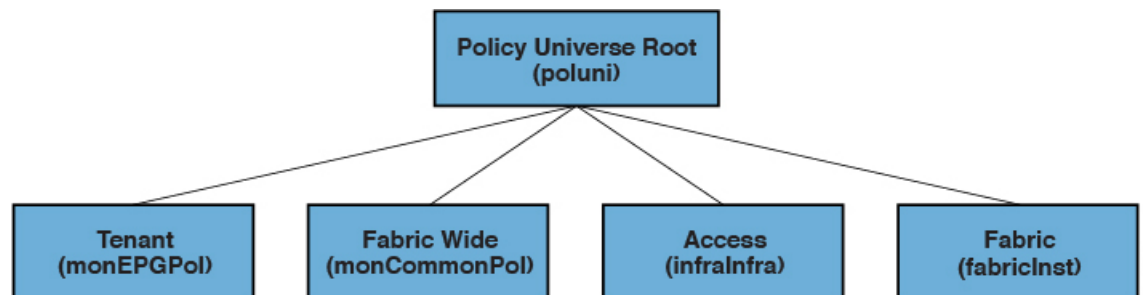 Policy Universe Root
(poluni)
Tenant
(monEPGPol)
Fabric Wide
(monCommonPol)
Access
(infraInfra)
Fabric
(fabricInst)